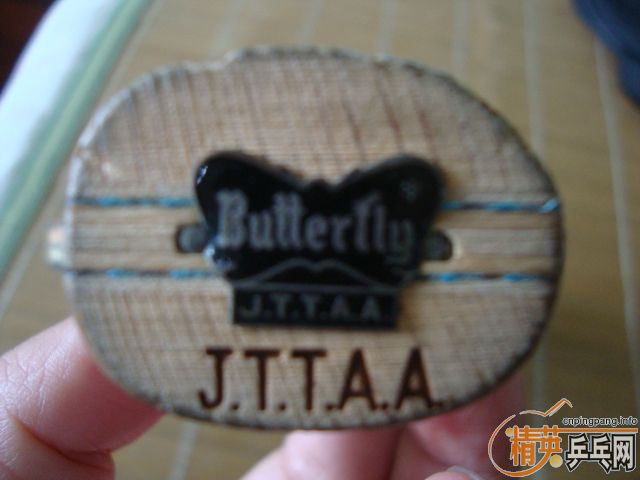 Butterfly
J.T.T.A.A.
J.T.T.A.A.
cnpingpang.info
精英乒乓网